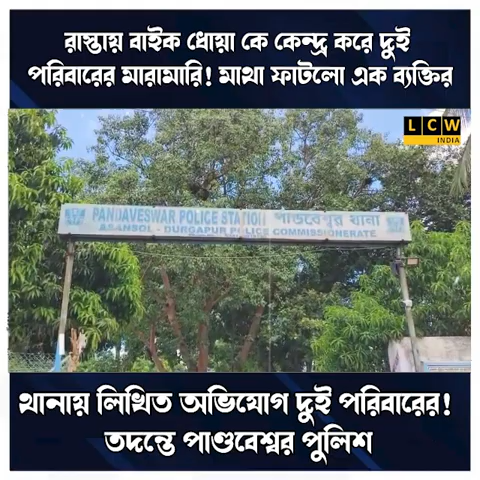 রাস্তায় বাইক ধোয়া কে কেন্দ্র করে দুই
পরিবারের মারামারি! মাথা ফাটলো এক ব্যক্তির
LCW
INDIA
PANDAVESWAR POLICE STATION পাণ্ডবেশ্বর থানা
ASANSOL - DURGAPUR POLICE COMMISSIONERATE
থানায় লিখিত অভিযোগ দুই পরিবারের!
তদন্তে পাণ্ডবেশ্বর পুলিশ